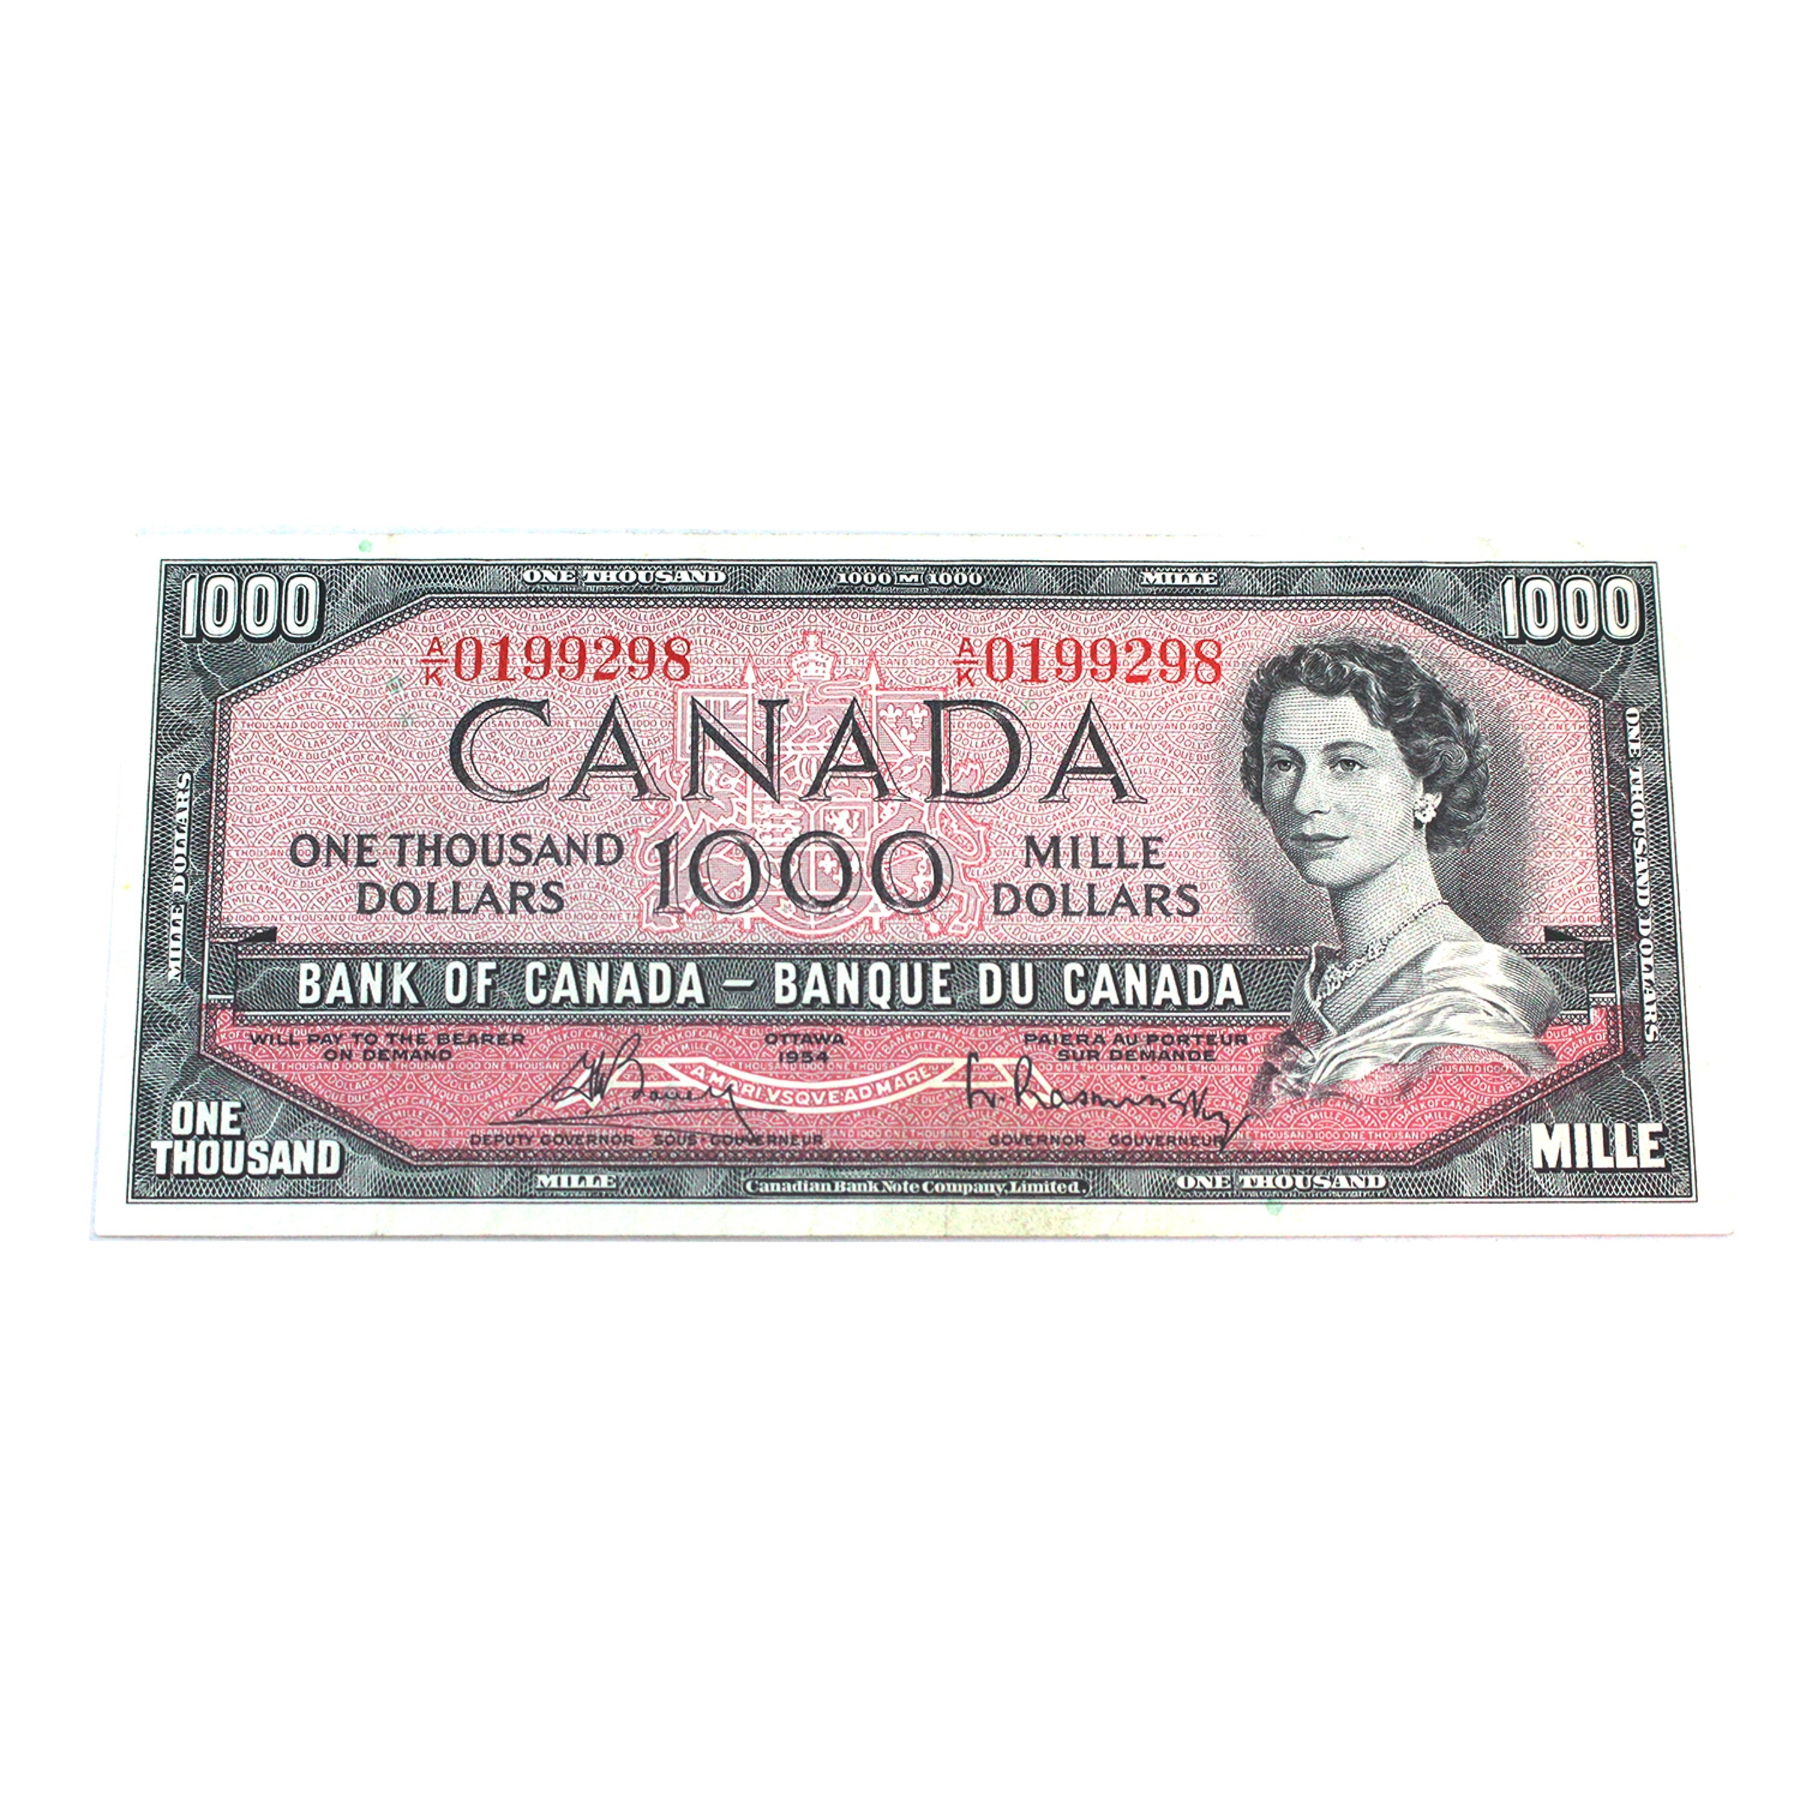 ONE THOUSAND 1000 M 1000 MILLE
1000 1000
A/K 0199298 A/K 0199298
CANADA
ONE THOUSAND DOLLARS
1000
MILLE DOLLARS
MILLE DOLLARS
ONE THOUSAND DOLLARS
BANK OF CANADA – BANQUE DU CANADA
WILL PAY TO THE BEARER
ON DEMAND
OTTAWA
1954
PAIERA AU PORTEUR
SUR DEMANDE
A·MARI·VSQVE·AD·MARE
DEPUTY GOVERNOR SOUS-GOUVERNEUR
GOVERNOR GOUVERNEUR
ONE
THOUSAND
MILLE
MILLE Canadian Bank Note Company, Limited. ONE THOUSAND